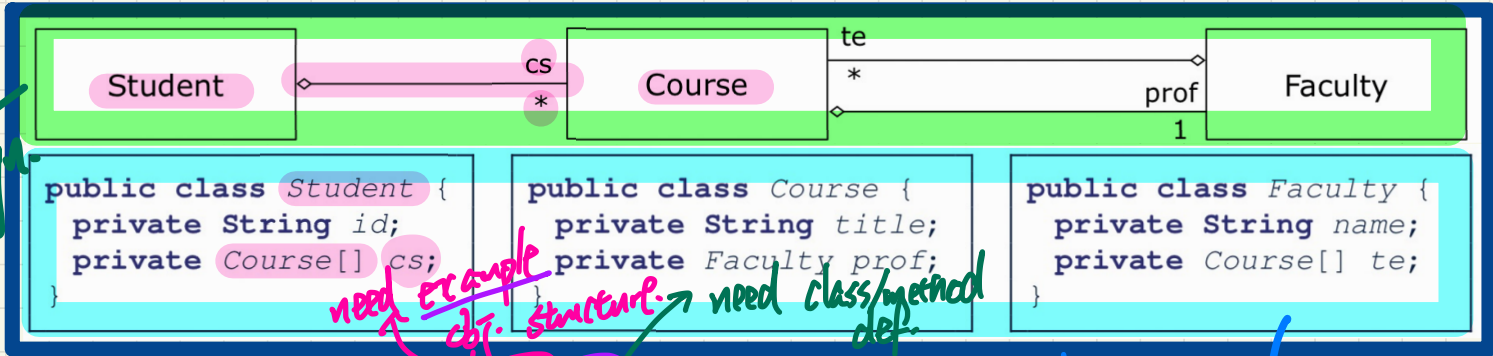 te
cs
Student
Course
Faculty
*
*
prof
1
n.
public class Student {
private String id;
private Course[] cs;
}
public class Course {
private String title;
private Faculty prof;
}
public class Faculty {
private String name;
private Course[] te;
}
need example
obj. structure.
need class/method
def.